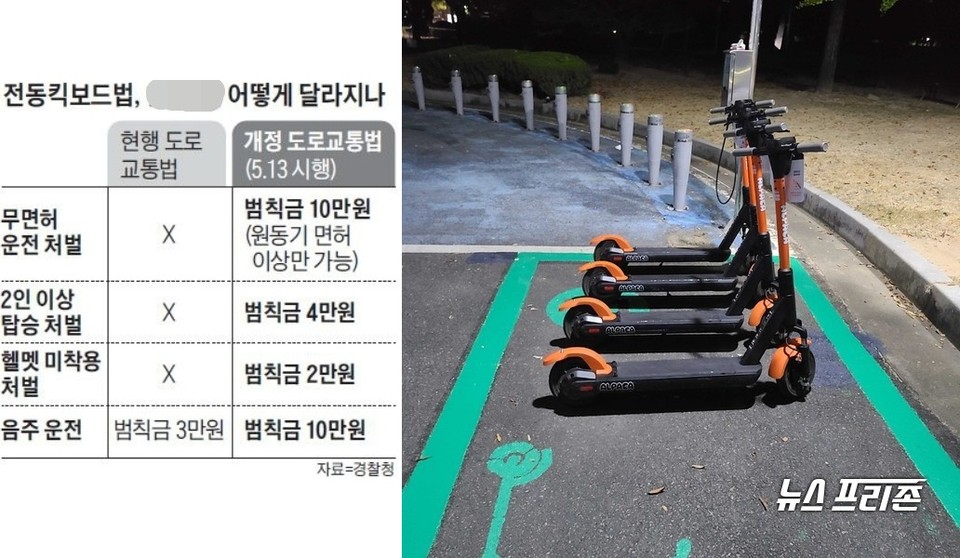 전동킥보드법, 어떻게 달라지나
현행 도로
교통법
개정 도로교통법
(5.13 시행)
무면허
운전 처벌
X
범칙금 10만원
(원동기 면허
이상만 가능)
2인 이상
탑승 처벌
X
범칙금 4만원
헬멧 미착용
처벌
X
범칙금 2만원
음주 운전
범칙금 3만원
범칙금 10만원
자료=경찰청
ALPACA
ALPACA
ALPACA
ALPACA
ALPACA
뉴스프리존